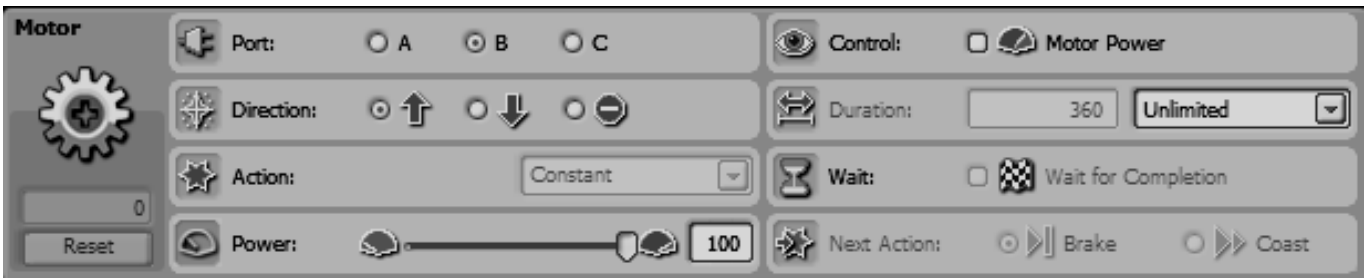 Motor
Port: A B C
Control: Motor Power
Direction:
Duration: 360 Unlimited
Action: Constant
Wait: Wait for Completion
0
Power: 100
Next Action: Brake Coast
Reset